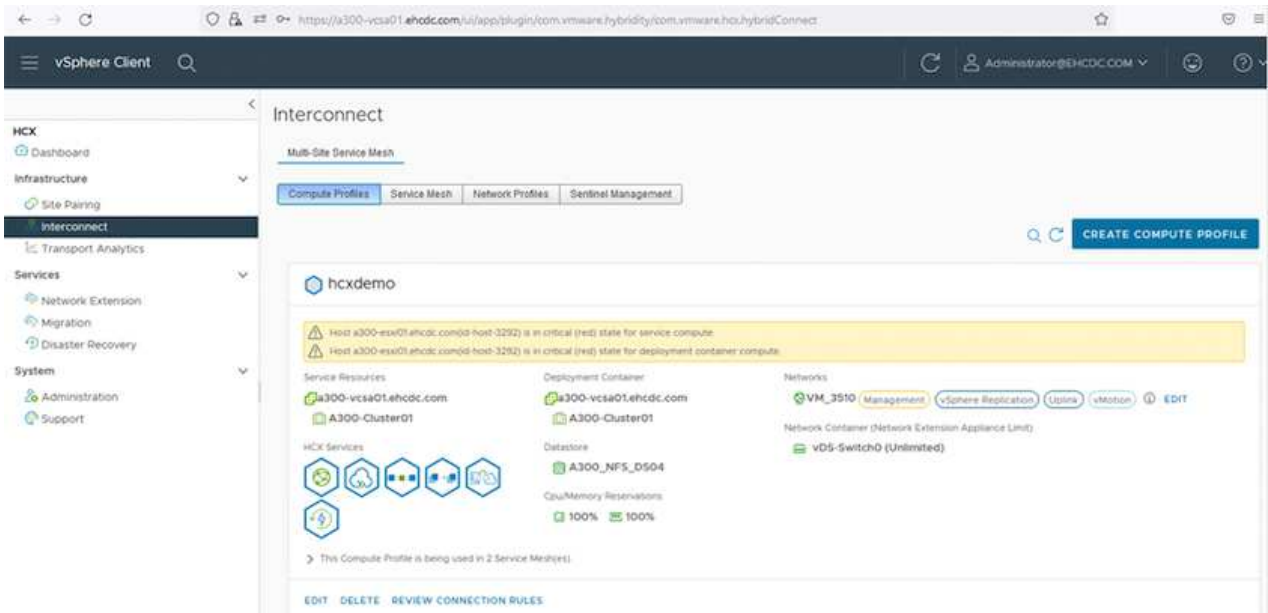 https://a300-vcsa01.ehcdc.com/ui/app/plugin/com.vmware.hybridity/com.vmware.hcx.hybridConnect
vSphere Client
Administrator@EHCDC.COM
Interconnect
HCX
Dashboard
Multi-Site Service Mesh
Infrastructure
Compute Profiles Service Mesh Network Profiles Sentinel Management
Site Pairing
Interconnect
CREATE COMPUTE PROFILE
Transport Analytics
Services
hcxdemo
Network Extension
Migration
Host a300-esxi01.ehcdc.com(id-host-3292) is in critical (red) state for service compute.
Disaster Recovery
Host a300-esxi01.ehcdc.com(id-host-3292) is in critical (red) state for deployment container compute.
System
Service Resources Deployment Container Networks
Administration
a300-vcsa01.ehcdc.com a300-vcsa01.ehcdc.com VM_3510 Management vSphere Replication Uplink vMotion EDIT
Support
A300-Cluster01 A300-Cluster01
Network Container (Network Extension Appliance Limit)
HCX Services Datastore vDS-Switch0 (Unlimited)
A300_NFS_DS04
Cpu/Memory Reservations
100% 100%
This Compute Profile is being used in 2 Service Mesh(es).
EDIT DELETE REVIEW CONNECTION RULES